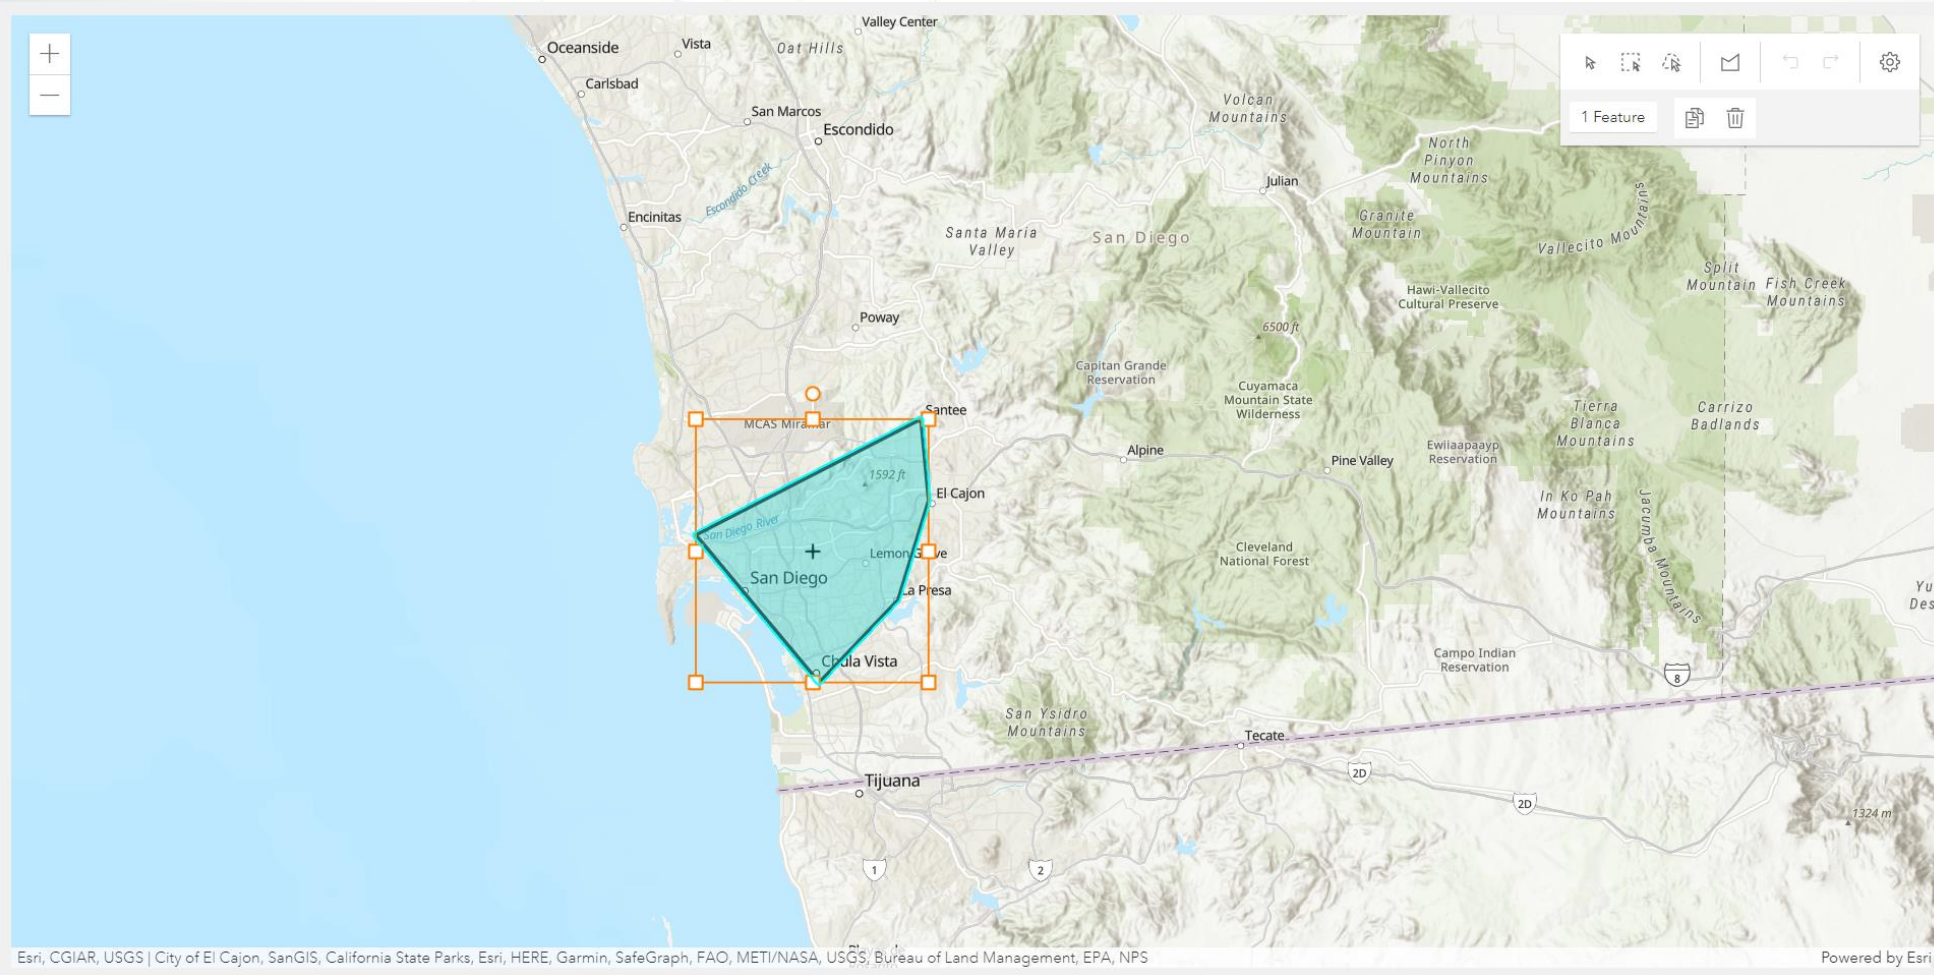 Valley Center
Oceanside
Vista
Oat Hills
Carlsbad
San Marcos
Escondido
Volcan
Mountains
1 Feature
North
Pinyon
Mountains
Julian
Escondido Creek
Encinitas
Santa Maria
Valley
San Diego
Granite
Mountain
Vallecito Mountains
Split
Mountain
Fish Creek
Mountains
Hawi-Vallecito
Cultural Preserve
Poway
6500 ft
Capitan Grande
Reservation
Cuyamaca
Mountain State
Wilderness
Santee
MCAS Miramar
Tierra
Blanca
Mountains
Carrizo
Badlands
Alpine
Pine Valley
Ewiiaapaayp
Reservation
1592 ft
El Cajon
In Ko Pah
Mountains
Jacumba Mountains
San Diego River
Lemon Grove
Cleveland
National Forest
San Diego
La Presa
Yu
Des
Chula Vista
Campo Indian
Reservation
8
San Ysidro
Mountains
Tecate
Tijuana
2D
2D
1324 m
1
2
Esri, CGIAR, USGS | City of El Cajon, SanGIS, California State Parks, Esri, HERE, Garmin, SafeGraph, FAO, METI/NASA, USGS, Bureau of Land Management, EPA, NPS
Powered by Esri